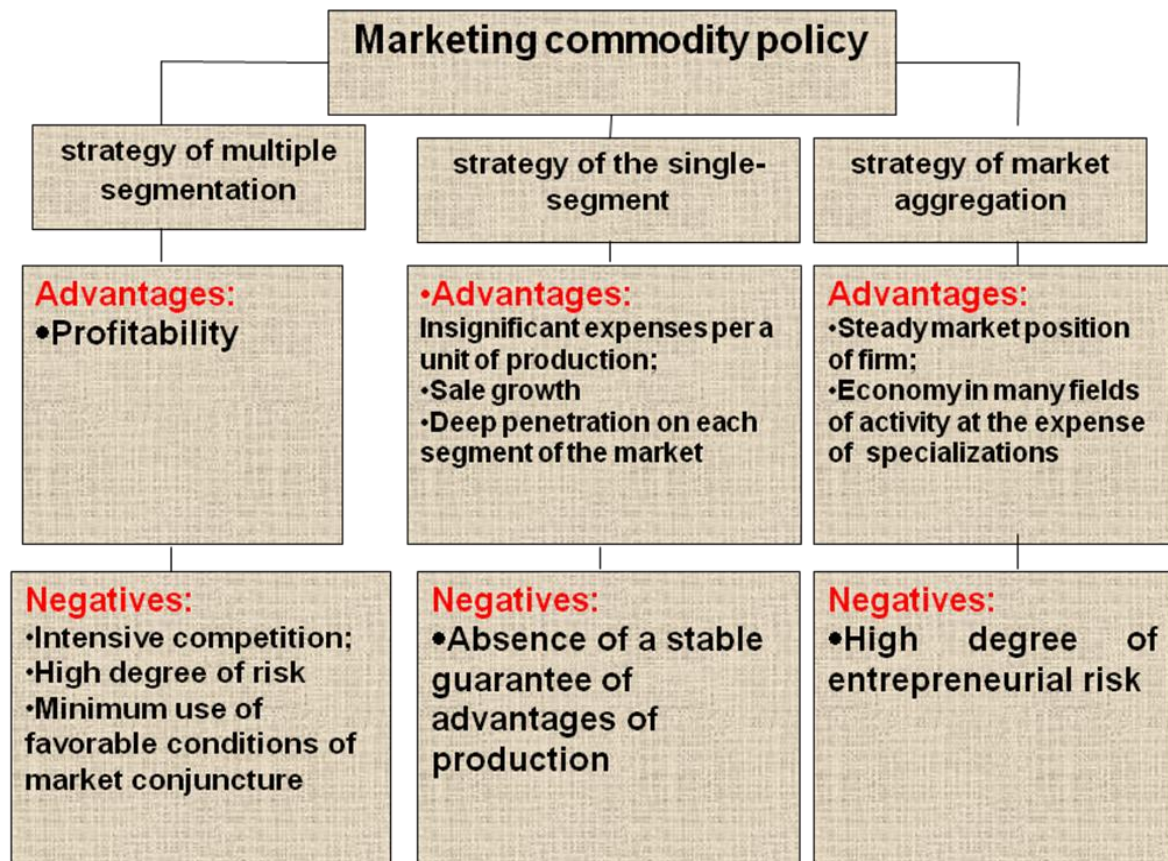 Marketing commodity policy
strategy of multiple
segmentation
strategy of the single-
segment
strategy of market
aggregation
Advantages:
•Profitability
•Advantages:
Insignificant expenses per a
unit of production;
•Sale growth
•Deep penetration on each
segment of the market
Advantages:
•Steady market position
of firm;
•Economy in many fields
of activity at the expense
of specializations
Negatives:
•Intensive competition;
•High degree of risk
•Minimum use of
favorable conditions of
market conjuncture
Negatives:
•Absence of a stable
guarantee of
advantages of
production
Negatives:
•High degree of
entrepreneurial risk